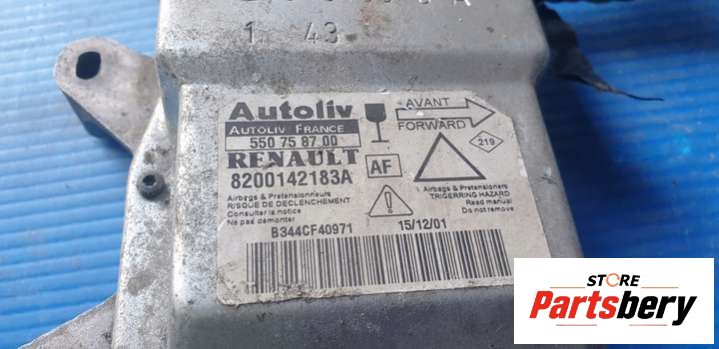 1 43
Autoliv
AUTOLIV FRANCE
550 75 87 00
RENAULT
8200142183A
AF
AVANT
FORWARD
219
Airbags & Pretensionneurs
RISQUE DE DECLENCHEMENT
Consulter la notice
Ne pas démonter
Airbags & Pretensioners
TRIGERRING HAZARD
Read manual
Do not remove
B344CF40971
15/12/01
STORE
Partsbery